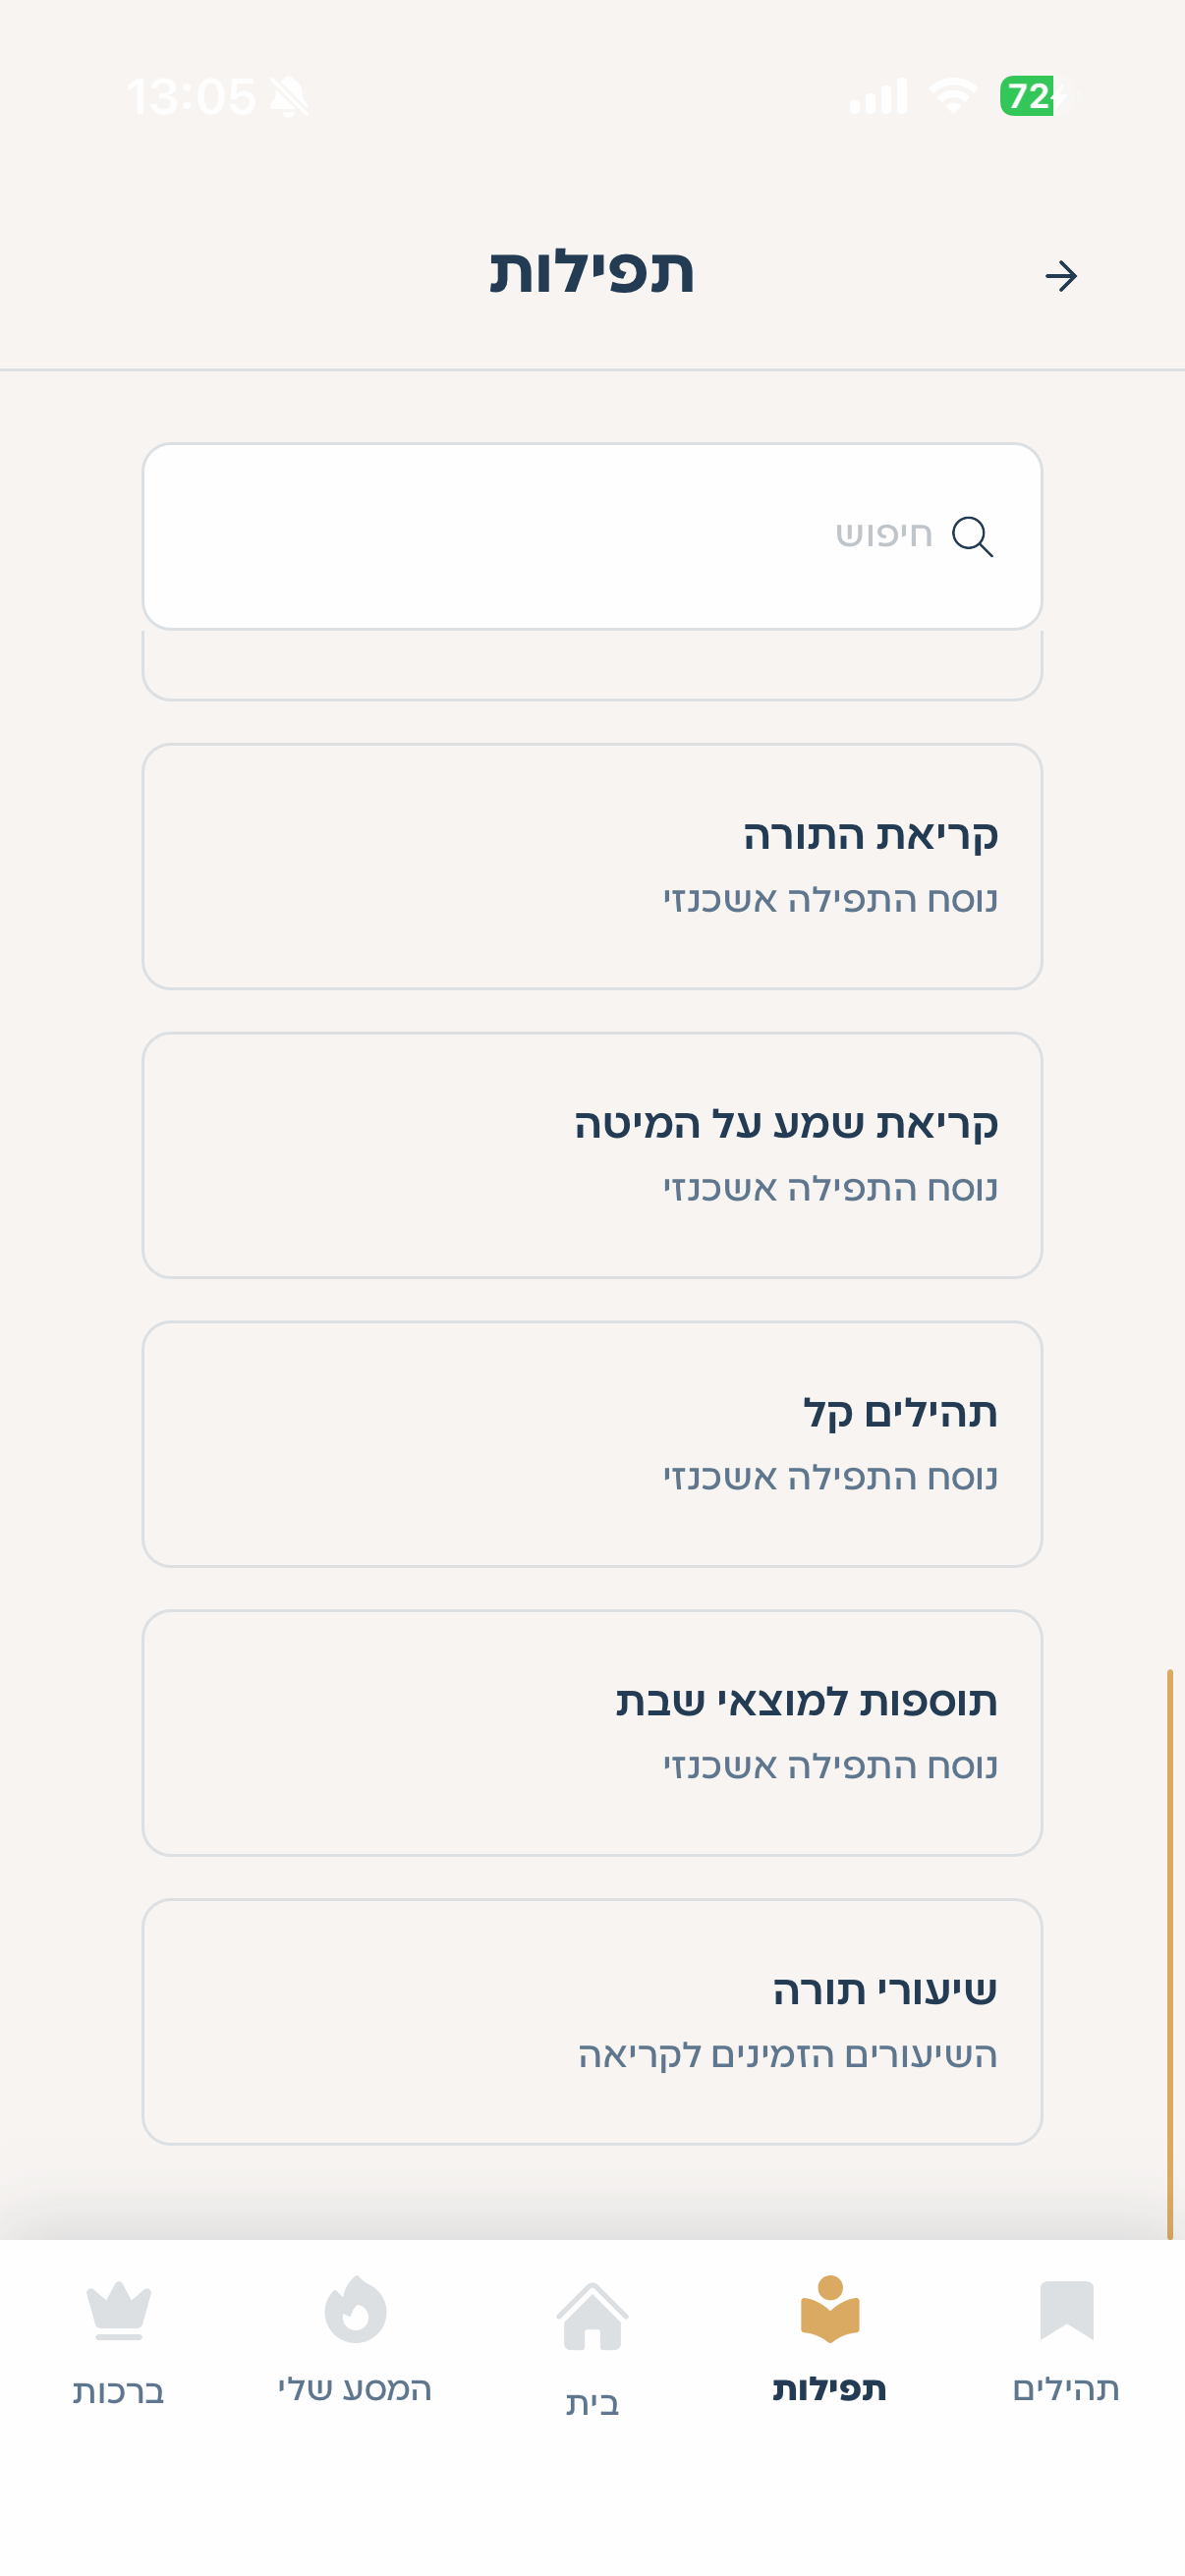 13:05
72
תפילות
חיפוש
קריאת התורה
נוסח התפילה אשכנזי
קריאת שמע על המיטה
נוסח התפילה אשכנזי
תהילים קל
נוסח התפילה אשכנזי
תוספות למוצאי שבת
נוסח התפילה אשכנזי
שיעורי תורה
השיעורים הזמינים לקריאה
תהילים
תפילות
בית
המסע שלי
ברכות